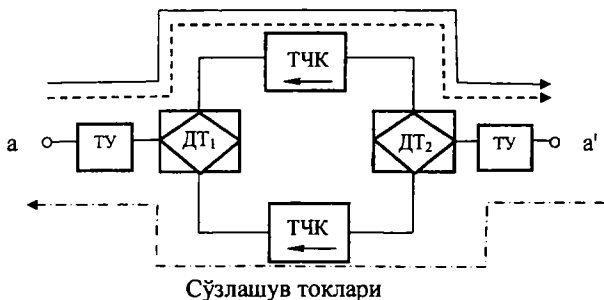 ТЧК
а
ТУ
ДТ₁
ДТ₂
ТУ
а'
ТЧК
Сўзлашув токлари